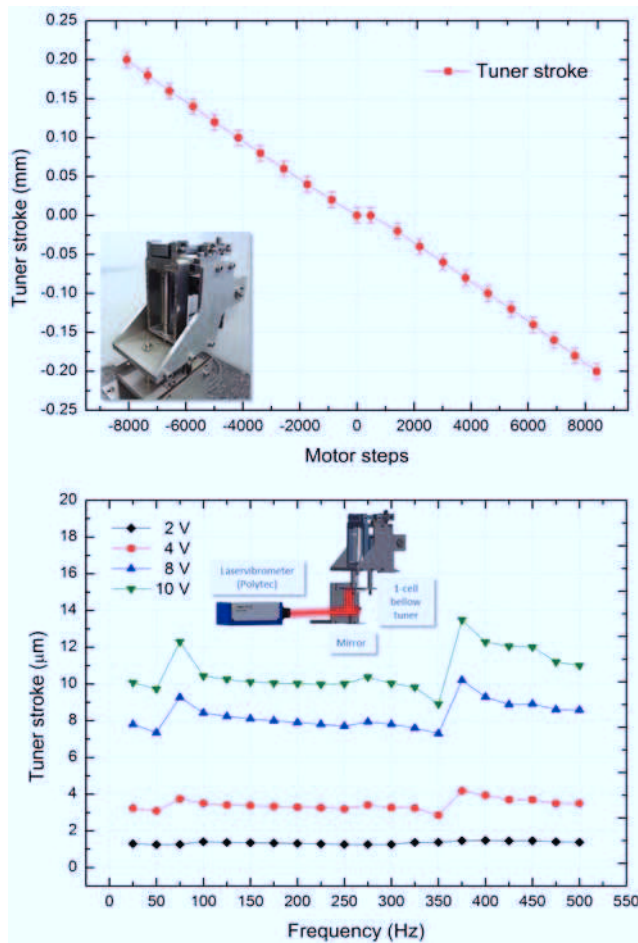 0.20
0.15
0.10
0.05
0.00
-0.05
-0.10
-0.15
-0.20
-0.25
Tuner stroke (mm)
Tuner stroke
-8000 -6000 -4000 -2000 0 2000 4000 6000 8000
Motor steps
20
18
16
14
12
10
8
6
4
2
0
Tuner stroke (μm)
2 V
4 V
8 V
10 V
Laservibrometer
(Polytec)
1-cell
bellow
tuner
Mirror
0 50 100 150 200 250 300 350 400 450 500 550
Frequency (Hz)